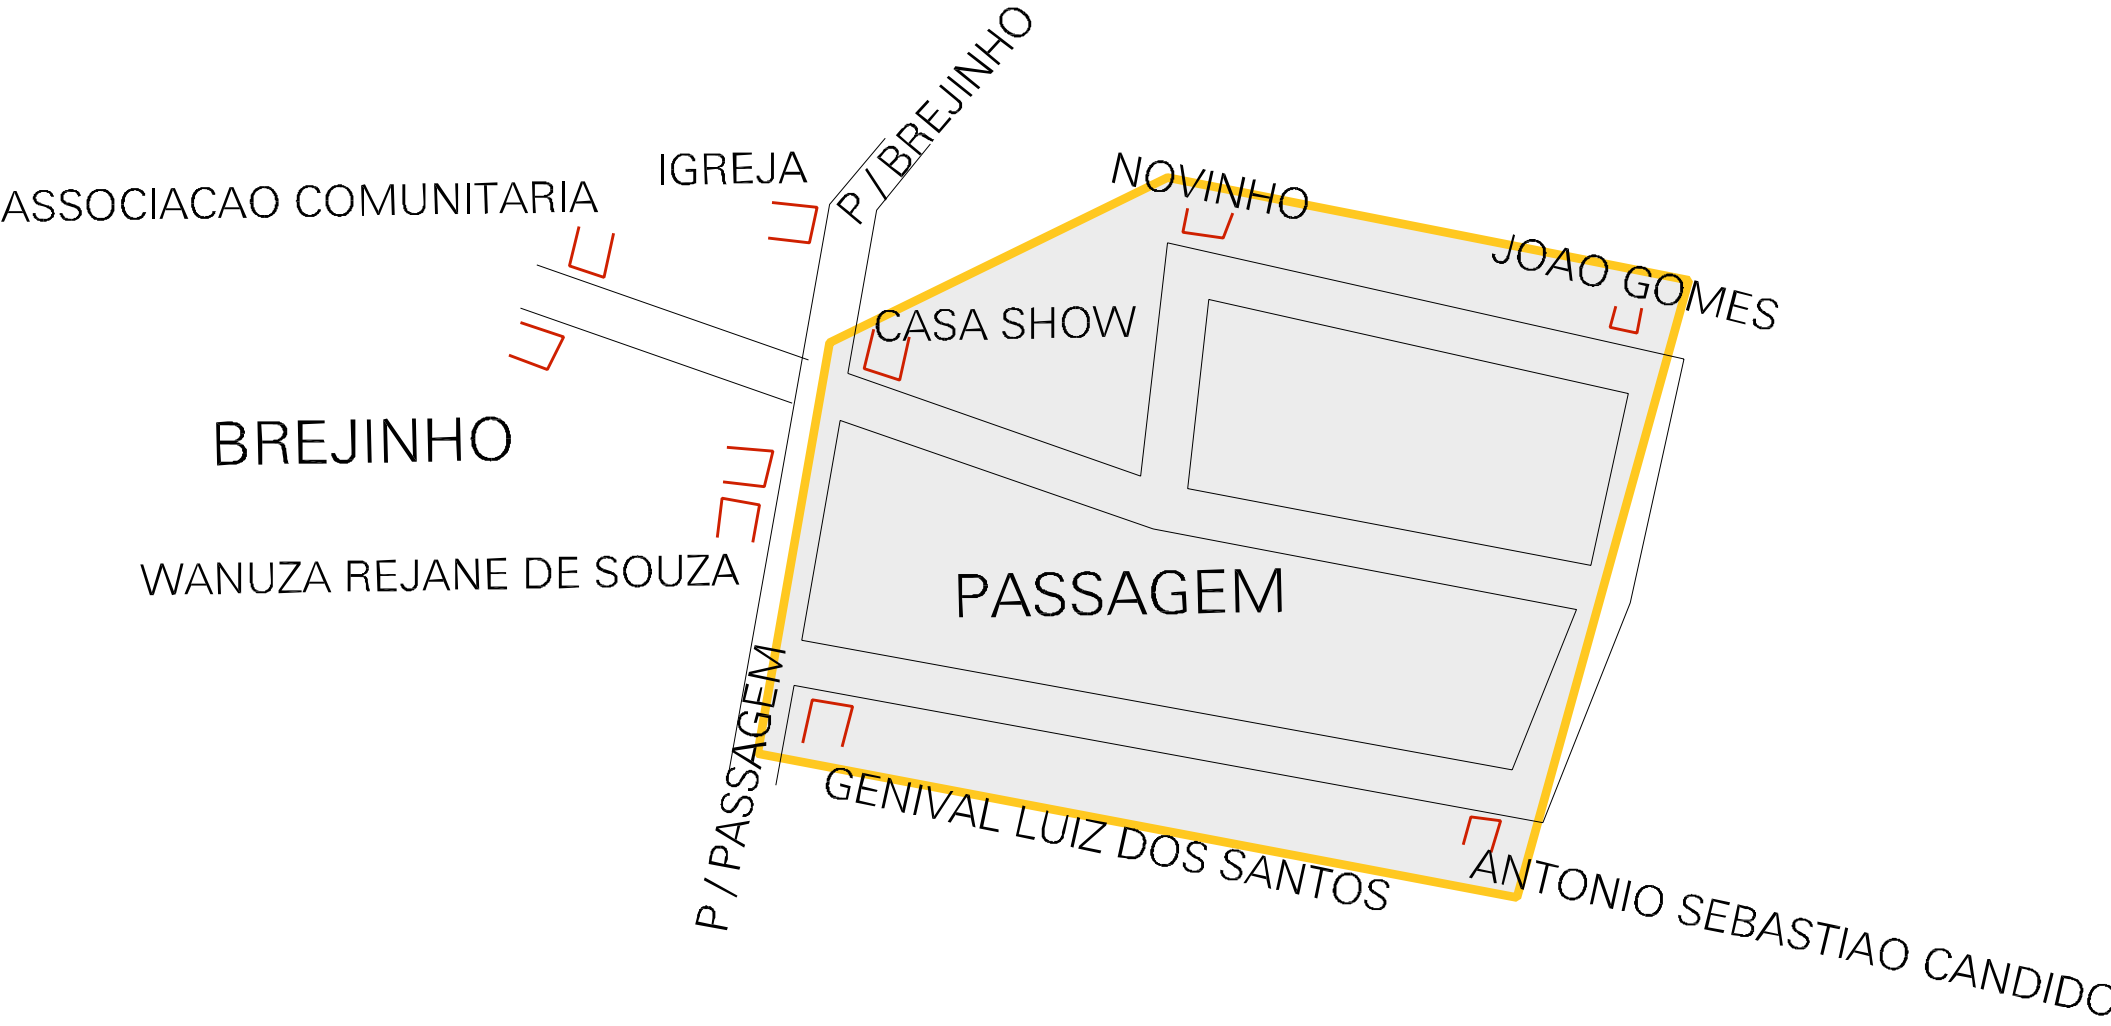 P / BREJINHO
IGREJA
NOVINHO
ASSOCIACAO COMUNITARIA
JOAO GOMES
CASA SHOW
BREJINHO
WANUZA REJANE DE SOUZA
PASSAGEM
P / PASSAGEM
GENIVAL LUIZ DOS SANTOS
ANTONIO SEBASTIAO CANDIDO